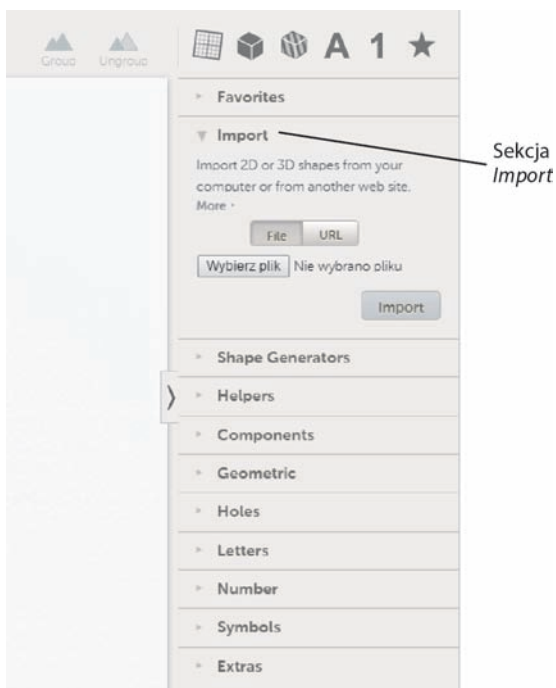 Group Ungroup
A 1
Favorites
Import
Import 2D or 3D shapes from your
computer or from another web site.
More
File URL
Wybierz plik Nie wybrano pliku
Import
Shape Generators
Helpers
Components
Geometric
Holes
Letters
Number
Symbols
Extras
Sekcja
Import